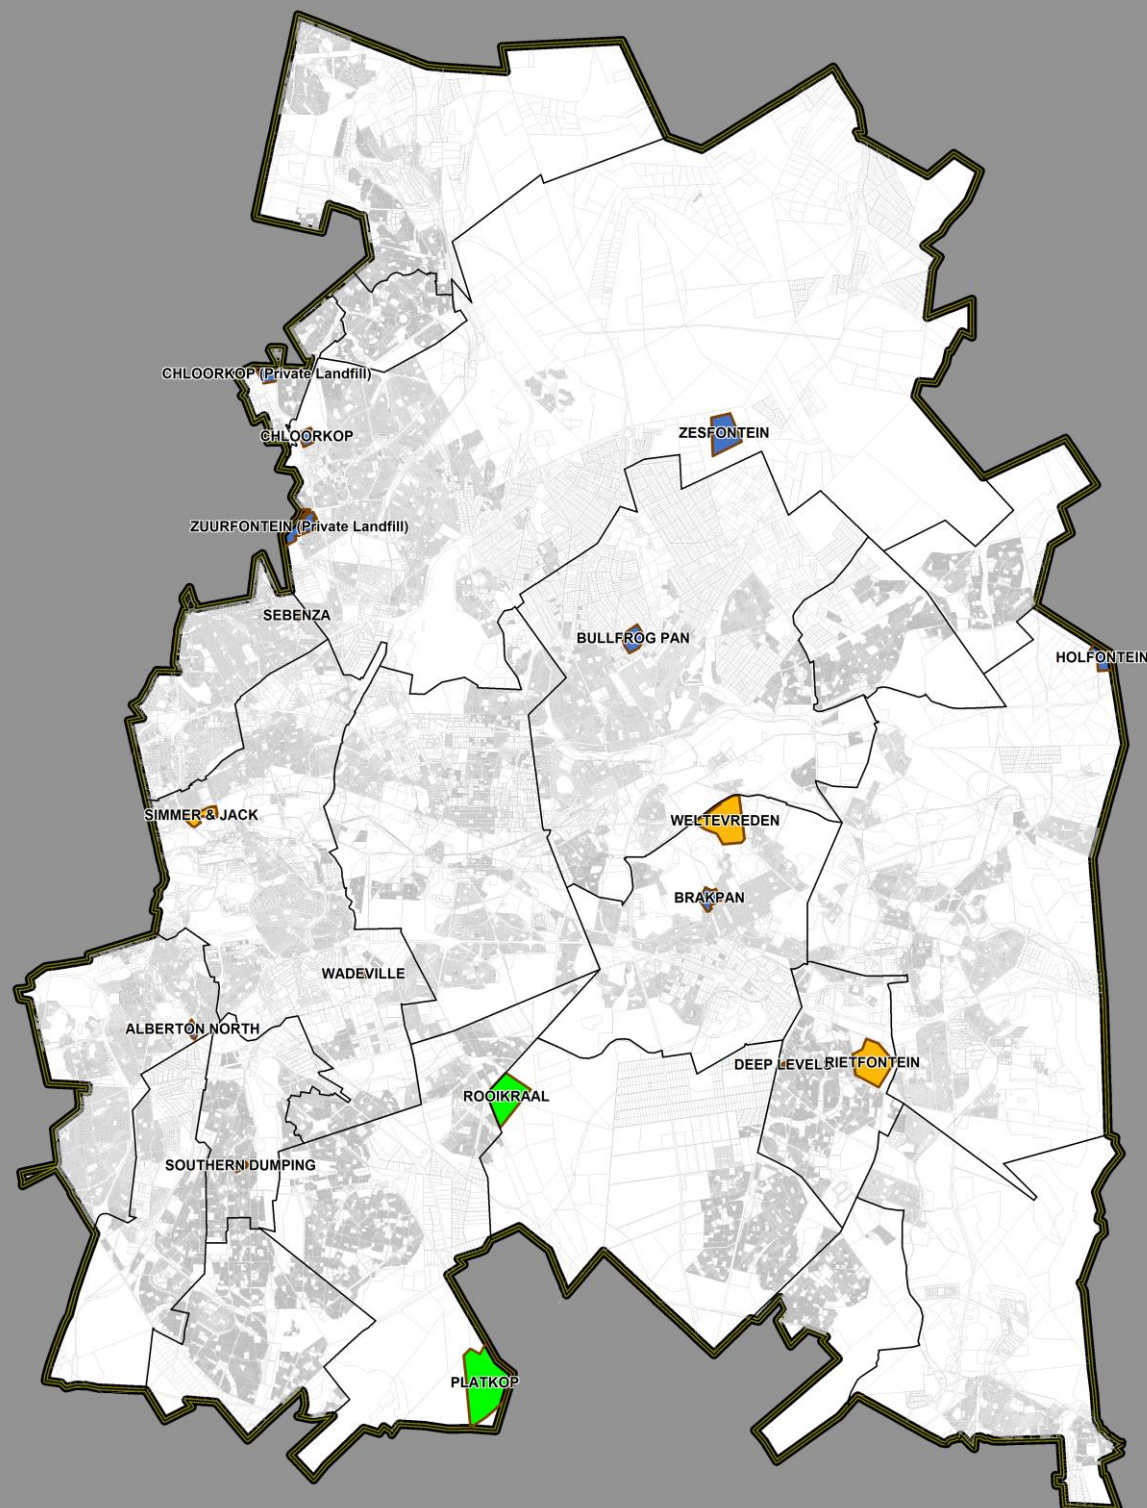 CHLOORKOP (Private Landfill)
CHLOORKOP
ZESFONTEIN
ZUURFONTEIN (Private Landfill)
SEBENZA
BULLFROG PAN
HOLFONTEIN
SIMMER & JACK
WELTEVREDEN
BRAKPAN
WADEVILLE
ALBERTON NORTH
DEEP LEVELS
RIETFONTEIN
ROOIKRAAL
SOUTHERN DUMPING
PLATKOP